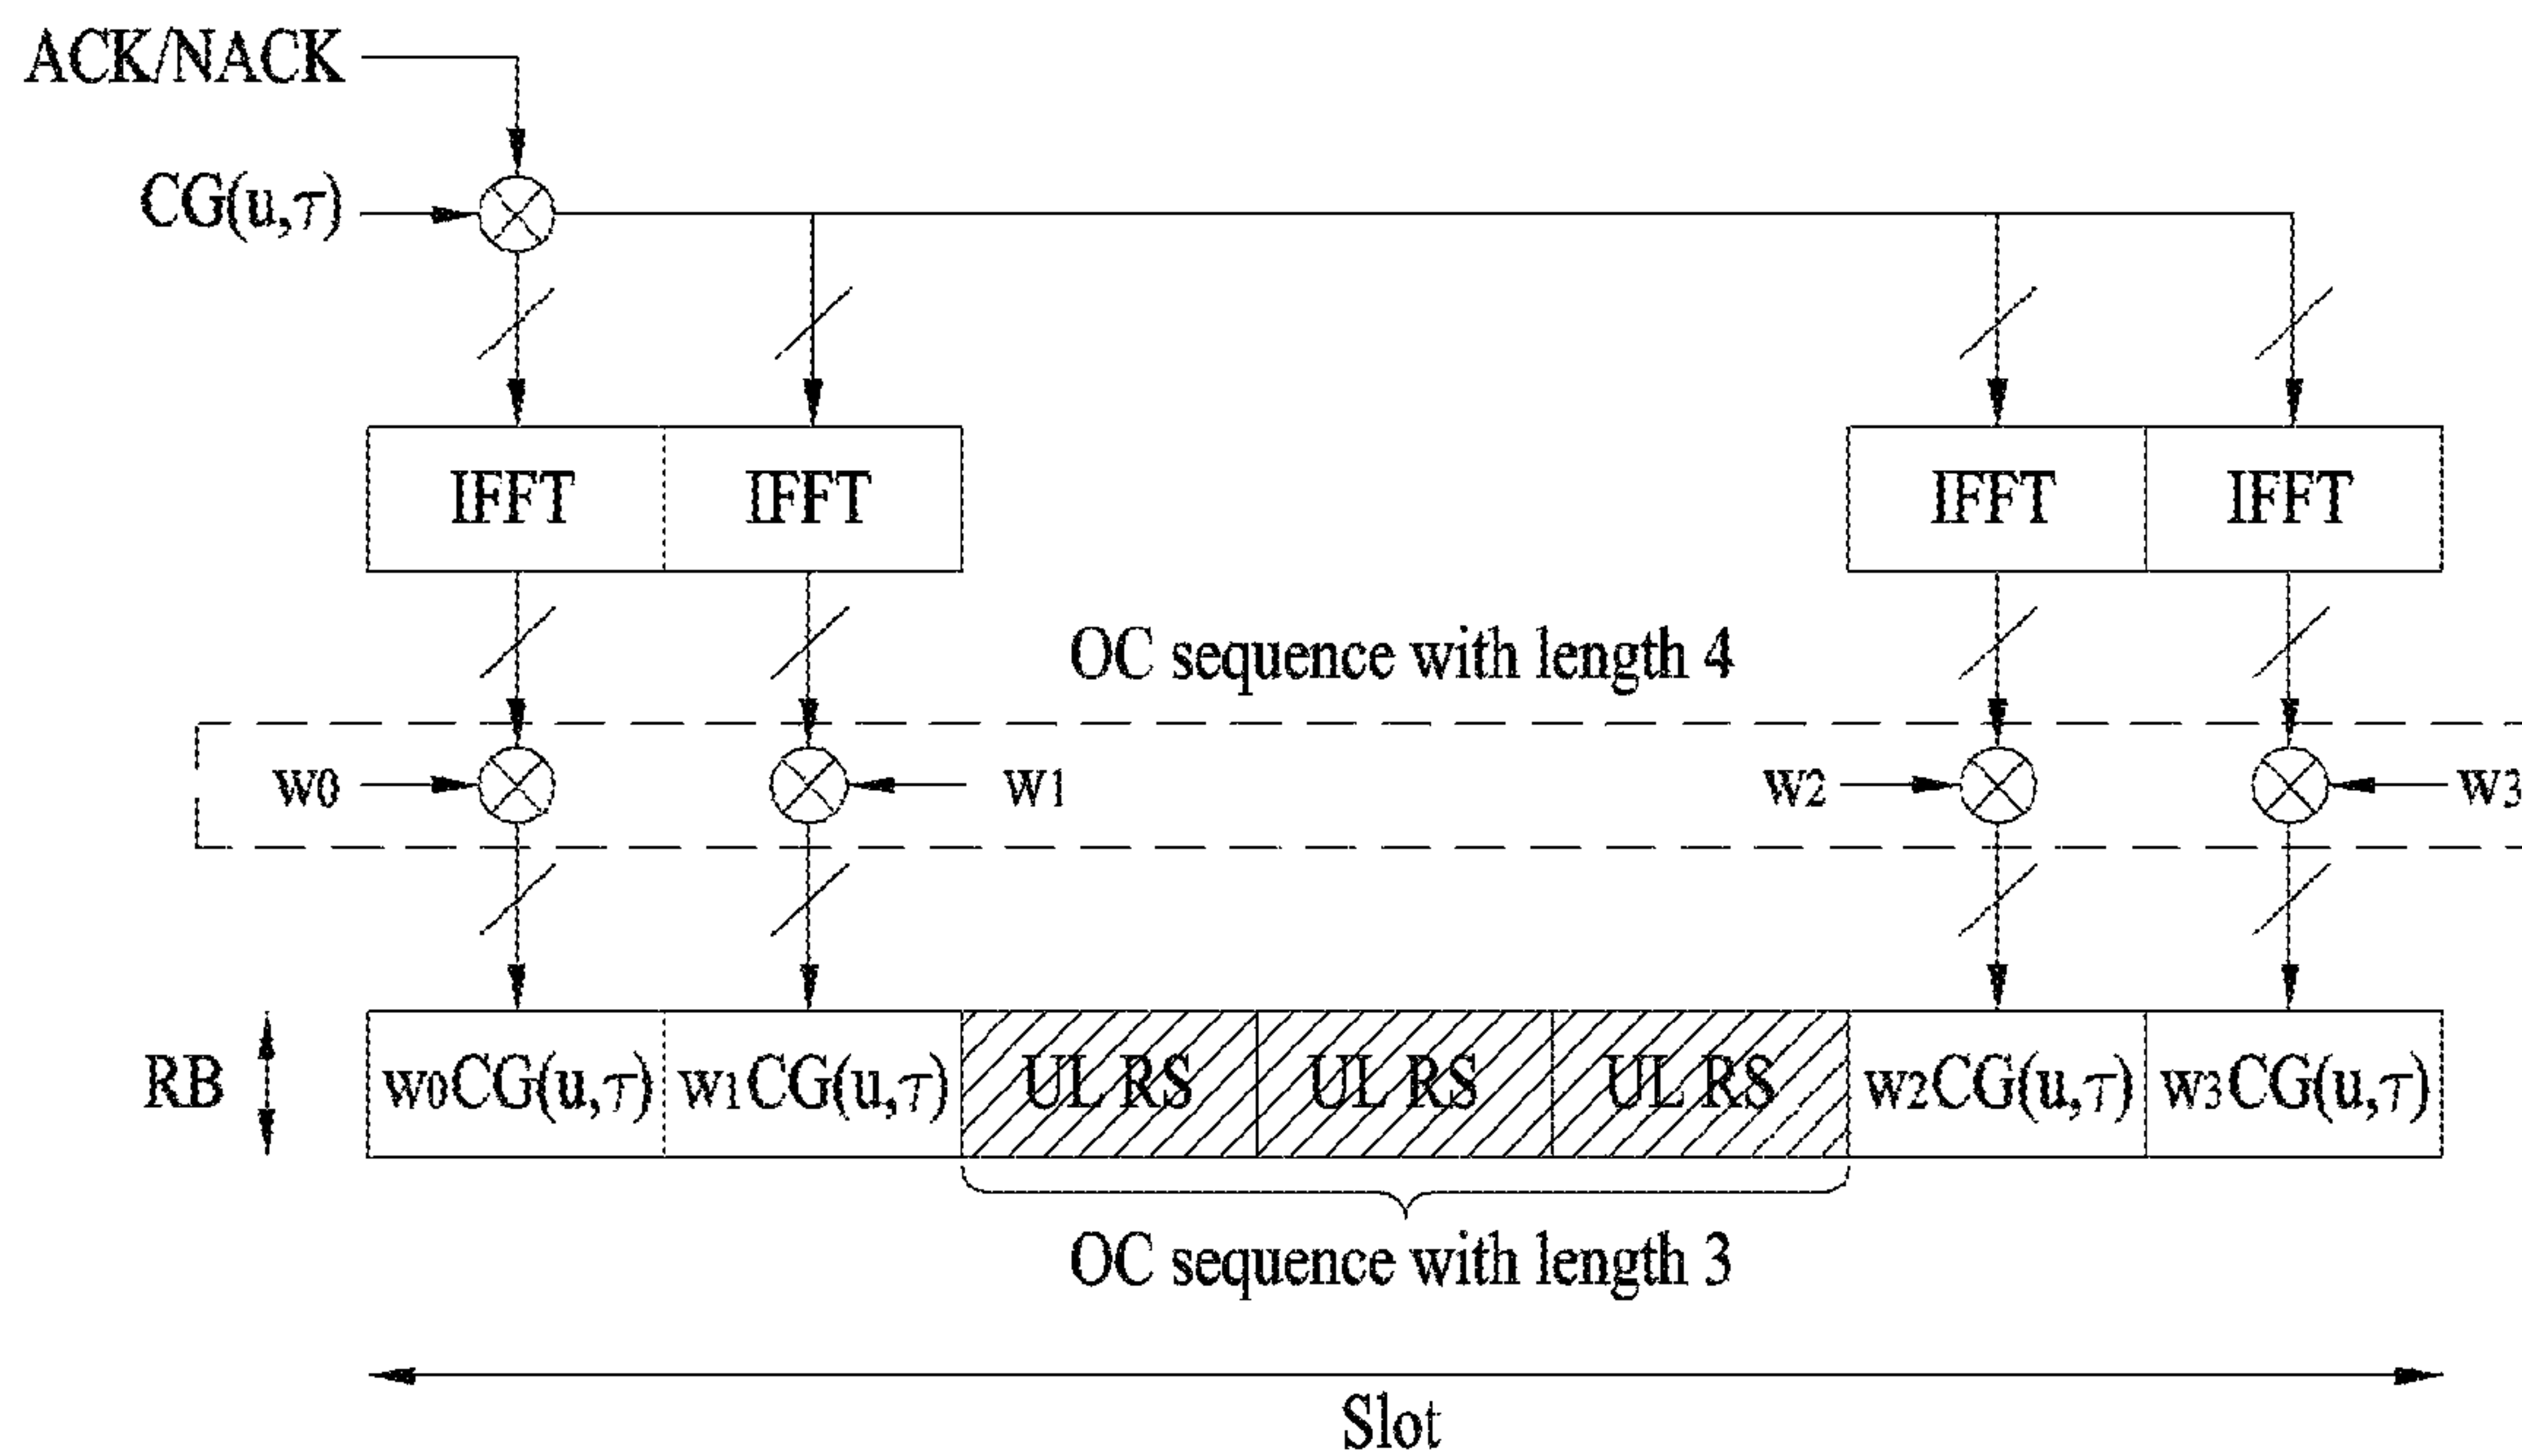 ACK/NACK
CG(u,τ)
IFFT IFFT IFFT IFFT
OC sequence with length 4
w0 w1 w2 w3
RB w0CG(u,τ) w1CG(u,τ) UL RS UL RS UL RS w2CG(u,τ) w3CG(u,τ)
OC sequence with length 3
Slot